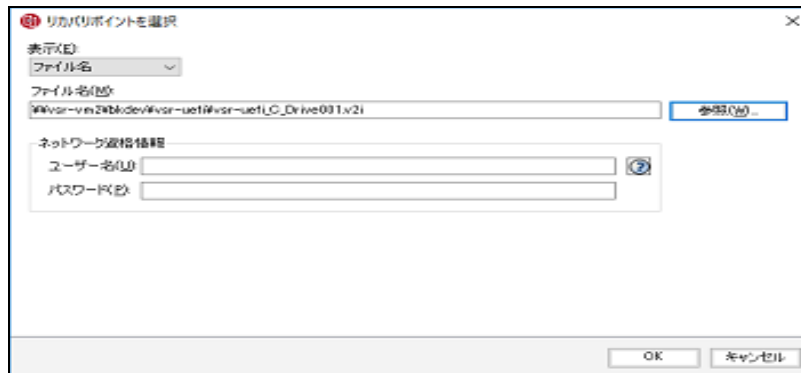 リカバリポイントを選択
表示(E):
ファイル名
ファイル名(M):
¥¥vsr-vm2¥bkdev¥vsr-uefi¥vsr-uefi_C_Drive001.v2i
参照(W)...
ネットワーク資格情報
ユーザー名(U):
パスワード(P):
OK
キャンセル